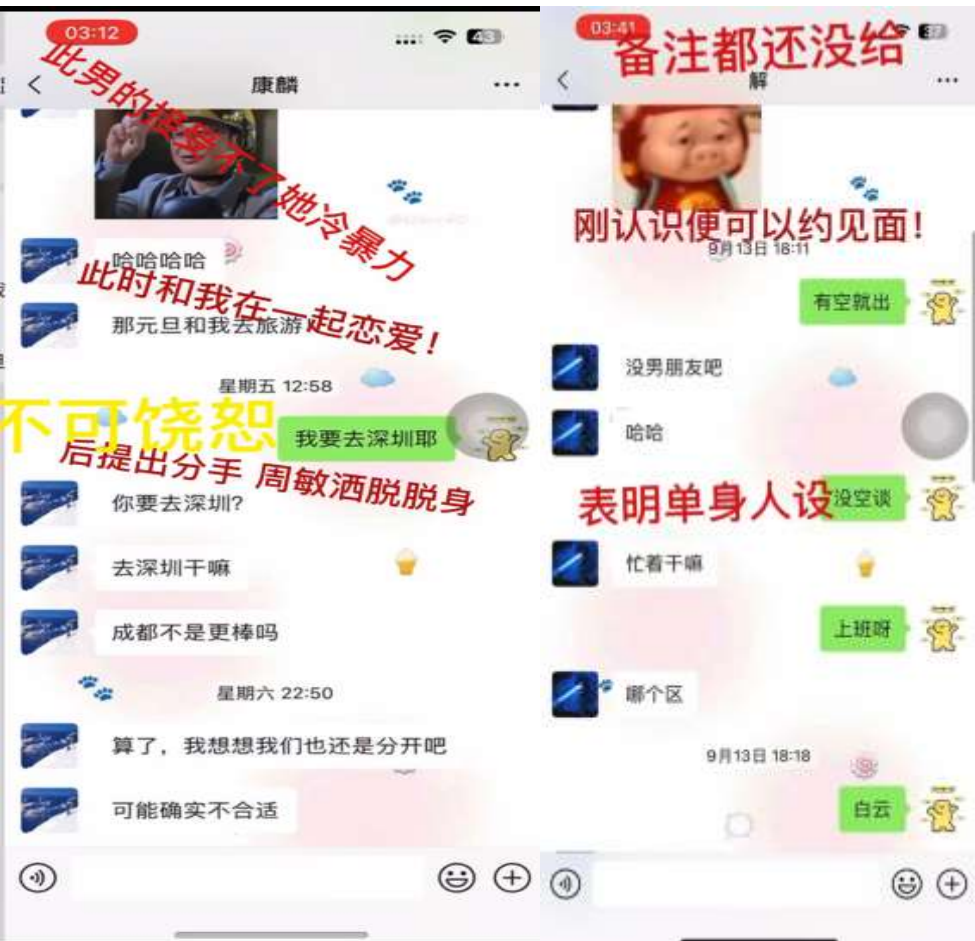 03:12
43
康麟
此男的接受不了她冷暴力
哈哈哈哈
此时和我在一起恋爱！
那元旦和我去旅游
星期五 12:58
不可饶恕
我要去深圳耶
后提出分手 周敏洒脱脱身
你要去深圳?
去深圳干嘛
成都不是更棒吗
星期六 22:50
算了，我想想我们也还是分开吧
可能确实不合适
03:41
37
备注都还没给
解
刚认识便可以约见面！
9月13日 18:11
有空就出
没男朋友吧
哈哈
表明单身人设
没空谈
忙着干嘛
上班呀
哪个区
9月13日 18:18
白云